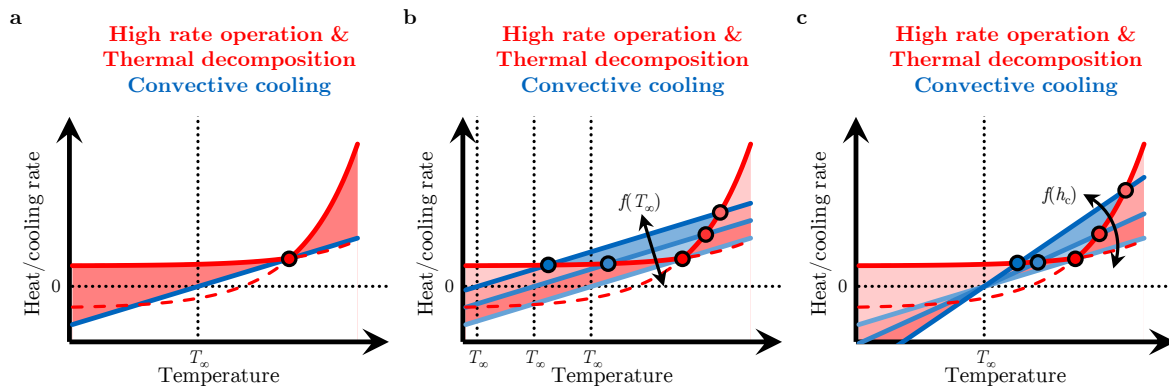 a
High rate operation &
Thermal decomposition
Convective cooling
Heat/cooling rate
0
T∞
Temperature
b
High rate operation &
Thermal decomposition
Convective cooling
Heat/cooling rate
f(T∞)
0
T∞ T∞ T∞
Temperature
c
High rate operation &
Thermal decomposition
Convective cooling
Heat/cooling rate
f(hc)
0
T∞
Temperature